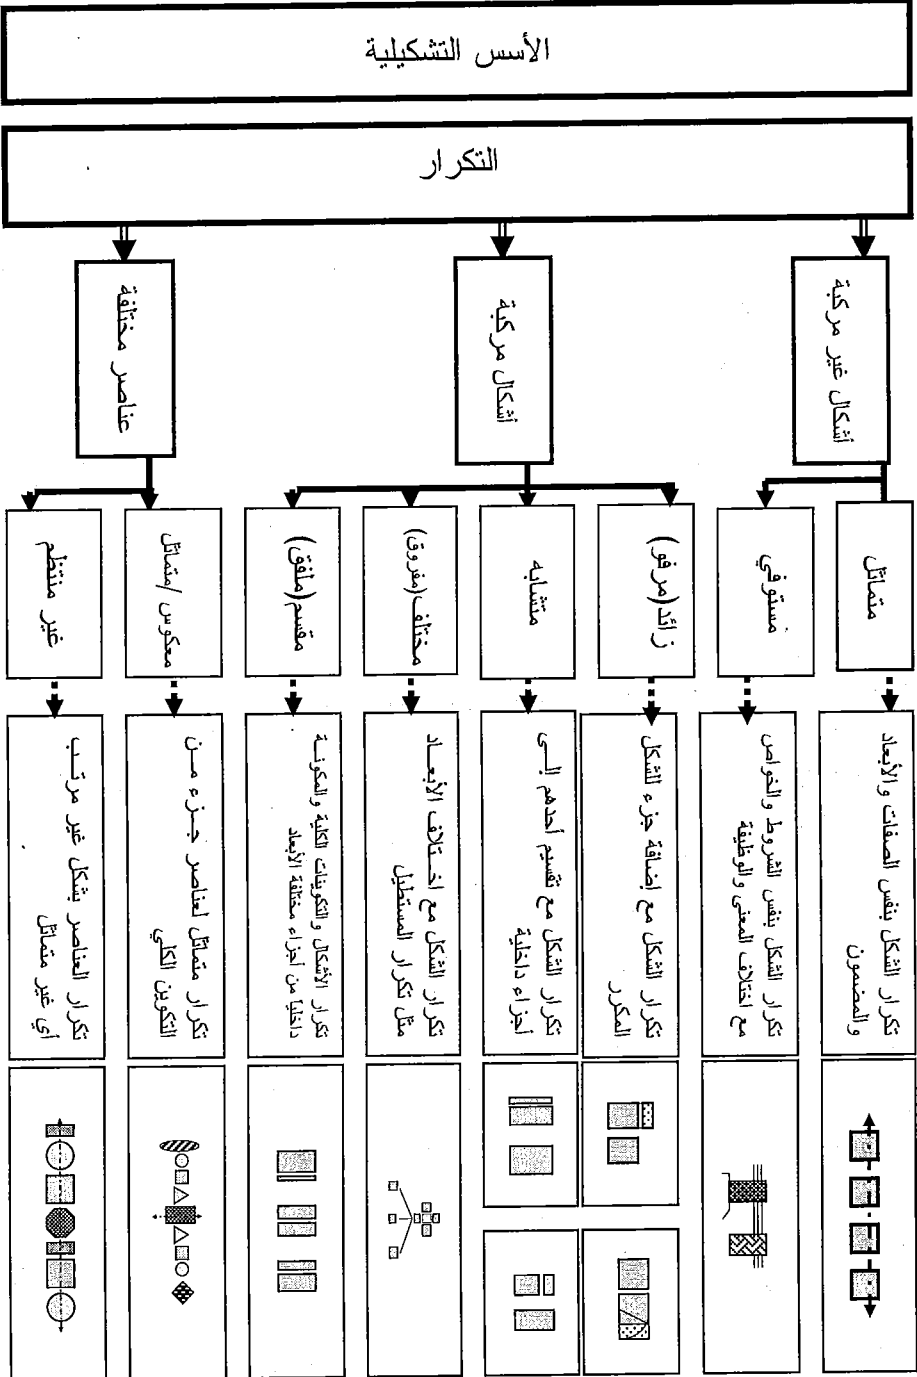 الأسس التشكيلية
التكرار
أشكال غير مركبة
أشكال مركبة
عناصر مختلفة
متماثل
مستوفي
زائد(مرفو)
متشابه
مختلف(مفروق)
مقسم(ملفق)
معكوس /متماثل
غير منتظم
تكرار الشكل بنفس الصفات والأبعاد
والمضمون
تكرار الشكل بنفس الشروط والخواص
مع اختلاف المعنى والوظيفة
تكرار الشكل مع إضافة جزء للشكل
المكرر
تكرار الشكل مع تقسيم أحدهم إلى
أجزاء داخلية
تكرار الشكل مع اختلاف الأبعاد
مثل تكرار المستطيل
تكرار الأشكال والتكوينات الكلية والمكونة
داخليا من أجزاء مختلفة الأبعاد
تكرار متماثل لعناصر جزء من
التكوين الكلي
تكرار العناصر بشكل غير مرتب
أي غير متماثل